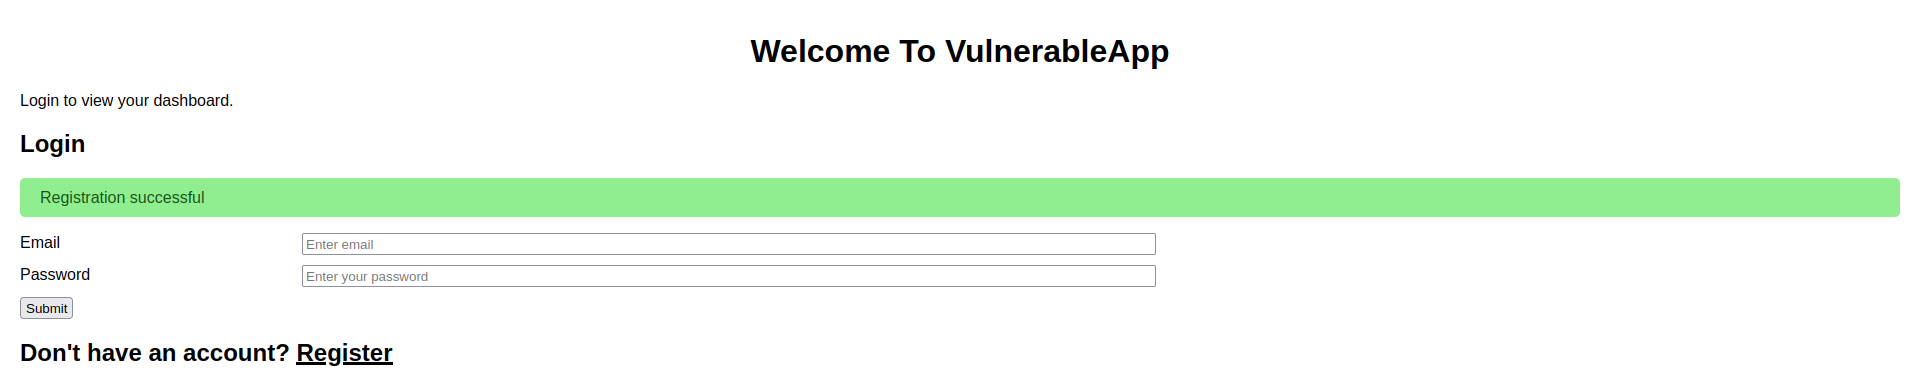 Welcome To VulnerableApp
Login to view your dashboard.
Login
Registration successful
Email
Enter email
Password
Enter your password
Submit
Don't have an account? Register